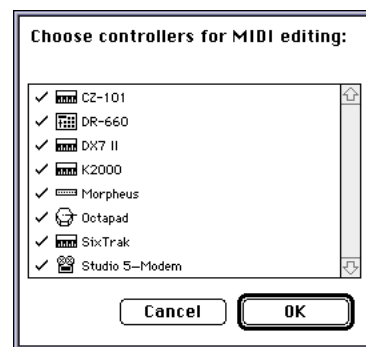 Choose controllers for MIDI editing:
CZ-101
DR-660
DX7 II
K2000
Morpheus
Octapad
SixTrak
Studio 5–Modem
Cancel OK